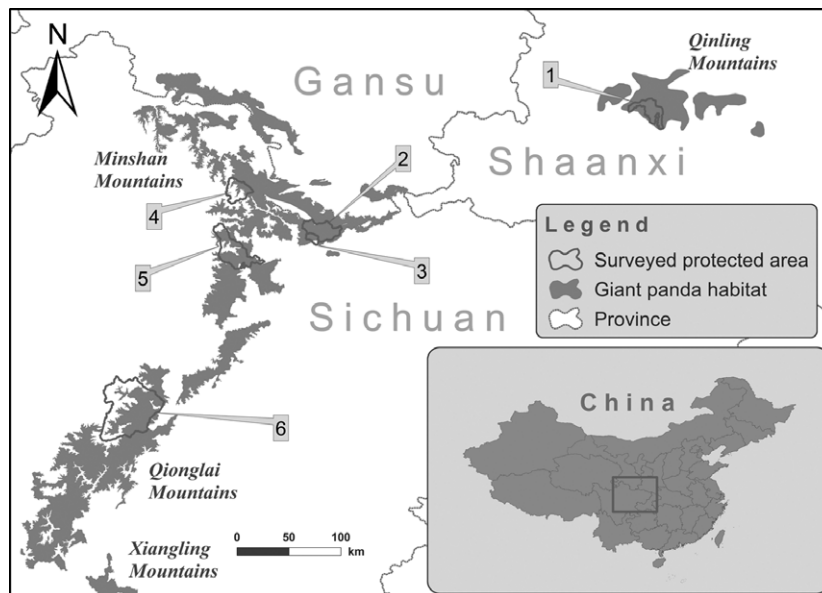 N
Gansu
Qinling
Mountains
1
Shaanxi
Minshan
Mountains
2
4
3
5
Sichuan
Legend
Surveyed protected area
Giant panda habitat
Province
6
Qionglai
Mountains
Xiangling
Mountains
0 50 100
km
China